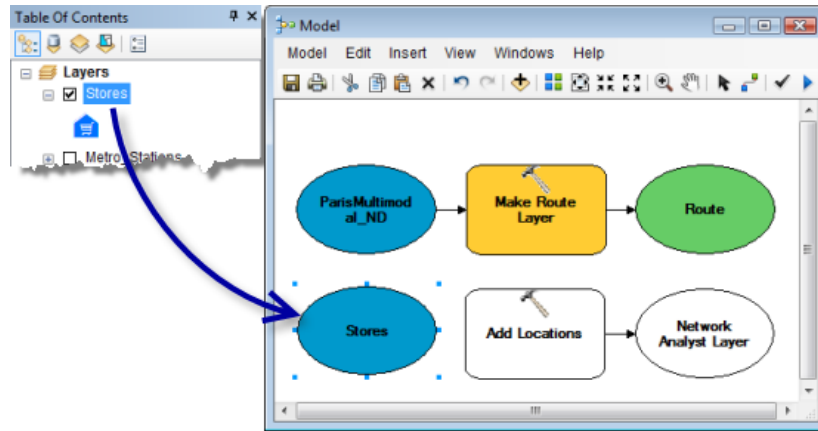 Table Of Contents
Layers
Stores
Metro_Stations
Model
Model Edit Insert View Windows Help
ParisMultimod
al_ND
Make Route
Layer
Route
Stores
Add Locations
Network
Analyst Layer